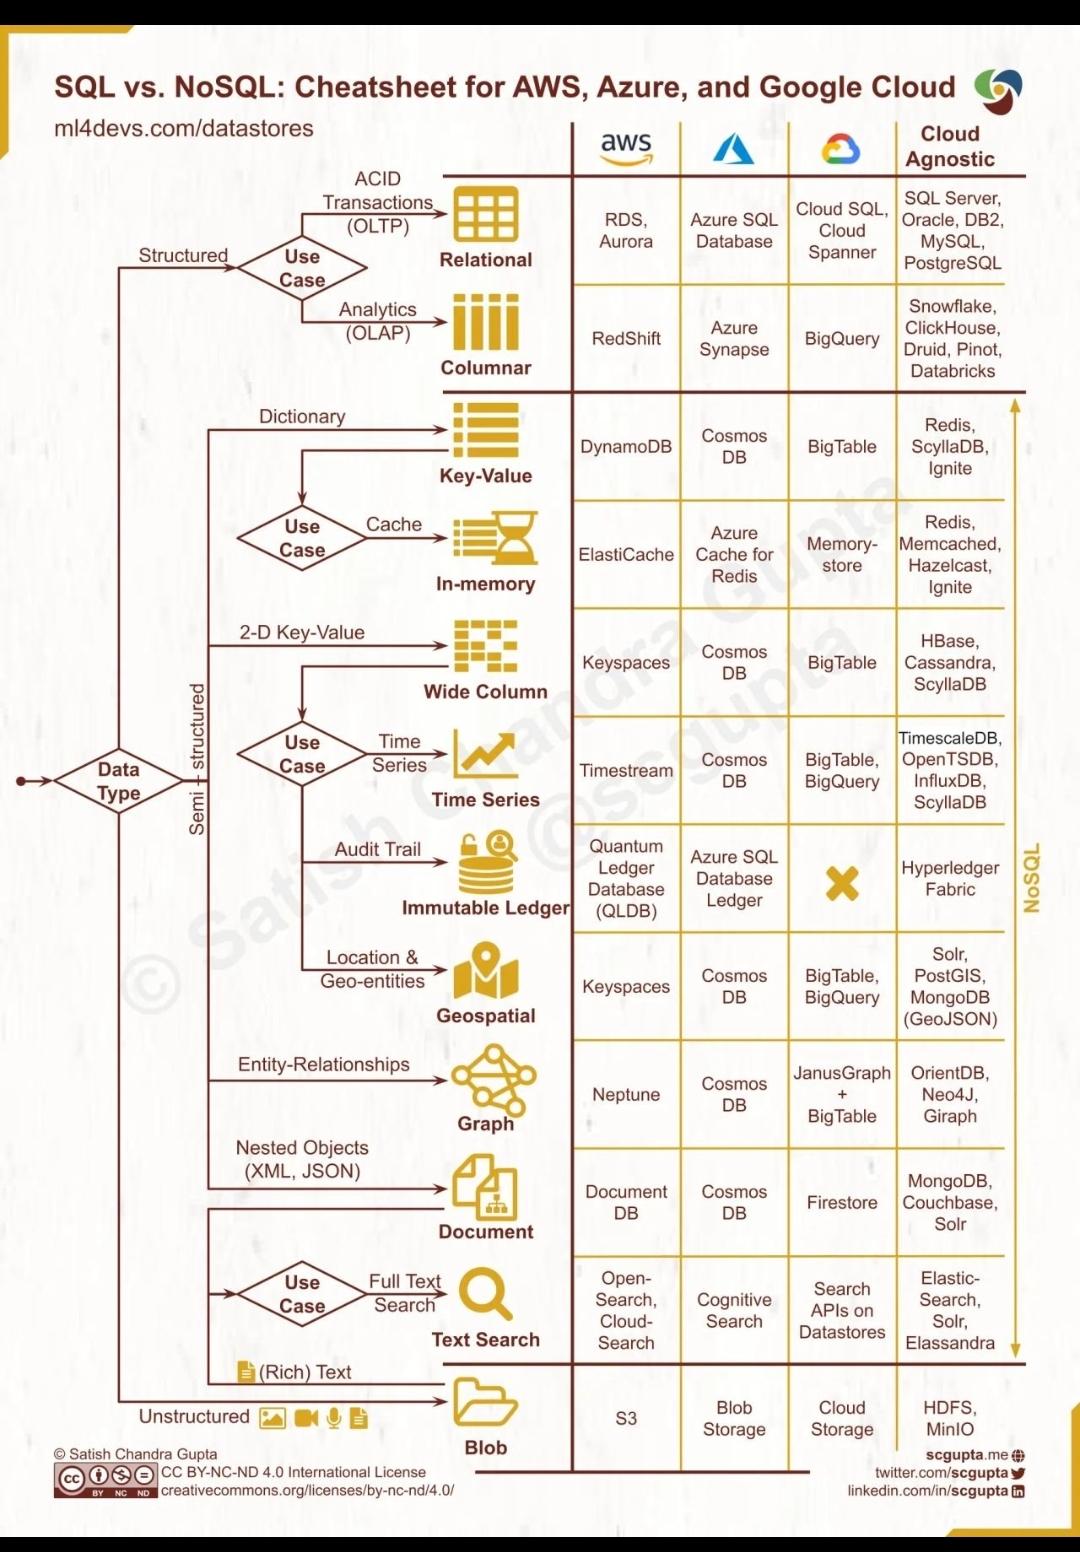 SQL vs. NoSQL: Cheatsheet for AWS, Azure, and Google Cloud
ml4devs.com/datastores
aws
Cloud
Agnostic
ACID
Transactions
(OLTP)
Structured
Use
Case
Relational
RDS,
Aurora
Azure SQL
Database
Cloud SQL,
Cloud
Spanner
SQL Server,
Oracle, DB2,
MySQL,
PostgreSQL
Analytics
(OLAP)
Columnar
RedShift
Azure
Synapse
BigQuery
Snowflake,
ClickHouse,
Druid, Pinot,
Databricks
Dictionary
Key-Value
DynamoDB
Cosmos
DB
BigTable
Redis,
ScyllaDB,
Ignite
Use
Case
Cache
In-memory
ElastiCache
Azure
Cache for
Redis
Memory-
store
Redis,
Memcached,
Hazelcast,
Ignite
2-D Key-Value
Wide Column
Keyspaces
Cosmos
DB
BigTable
HBase,
Cassandra,
ScyllaDB
Data
Type
Semi - structured
Use
Case
Time
Series
Time Series
Timestream
Cosmos
DB
BigTable,
BigQuery
TimescaleDB,
OpenTSDB,
InfluxDB,
ScyllaDB
Audit Trail
Immutable Ledger
Quantum
Ledger
Database
(QLDB)
Azure SQL
Database
Ledger
Hyperledger
Fabric
NoSQL
Location &
Geo-entities
Geospatial
Keyspaces
Cosmos
DB
BigTable,
BigQuery
Solr,
PostGIS,
MongoDB
(GeoJSON)
Entity-Relationships
Graph
Neptune
Cosmos
DB
JanusGraph
+
BigTable
OrientDB,
Neo4J,
Giraph
Nested Objects
(XML, JSON)
Document
Document
DB
Cosmos
DB
Firestore
MongoDB,
Couchbase,
Solr
Use
Case
Full Text
Search
Text Search
Open-
Search,
Cloud-
Search
Cognitive
Search
Search
APIs on
Datastores
Elastic-
Search,
Solr,
Elassandra
(Rich) Text
Unstructured
Blob
S3
Blob
Storage
Cloud
Storage
HDFS,
MinIO
© Satish Chandra Gupta
@scgupta
© Satish Chandra Gupta
cc BY NC ND
CC BY-NC-ND 4.0 International License
creativecommons.org/licenses/by-nc-nd/4.0/
scgupta.me
twitter.com/scgupta
linkedin.com/in/scgupta